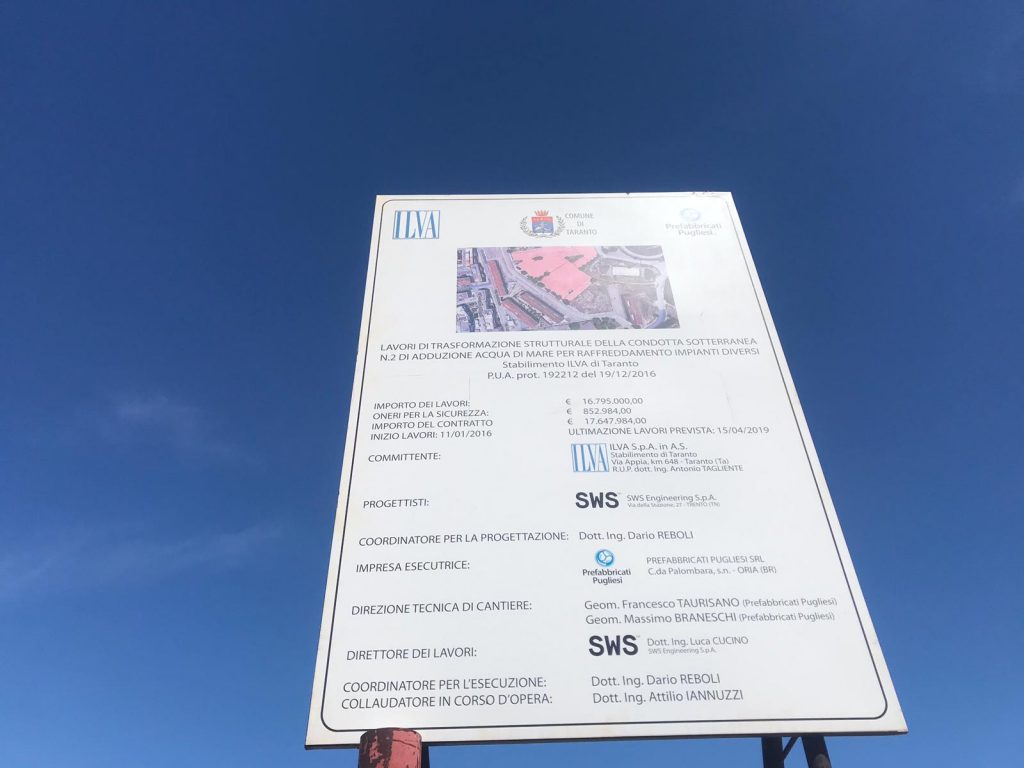 ILVA
COMUNE
DI
TARANTO
Prefabbricati
Pugliesi
LAVORI DI TRASFORMAZIONE STRUTTURALE DELLA CONDOTTA SOTTERRANEA
N.2 DI ADDUZIONE ACQUA DI MARE PER RAFFREDDAMENTO IMPIANTI DIVERSI
Stabilimento ILVA di Taranto
P.U.A. prot. 192212 del 19/12/2016
IMPORTO DEI LAVORI: € 16.795.000,00
ONERI PER LA SICUREZZA: € 852.984,00
IMPORTO DEL CONTRATTO € 17.647.984,00
INIZIO LAVORI: 11/01/2016 ULTIMAZIONE LAVORI PREVISTA: 15/04/2019
COMMITTENTE: ILVA ILVA S.p.A. in A.S.
Stabilimento di Taranto
Via Appia, km 648 - Taranto (Ta)
R.U.P. dott. Ing. Antonio TAGLIENTE
PROGETTISTI: SWS SWS Engineering S.p.A.
Via della Stazione, 27 - TRENTO (TN)
COORDINATORE PER LA PROGETTAZIONE: Dott. Ing. Dario REBOLI
IMPRESA ESECUTRICE: Prefabbricati Pugliesi PREFABBRICATI PUGLIESI SRL
C.da Palombara, s.n. - ORIA (BR)
DIREZIONE TECNICA DI CANTIERE: Geom. Francesco TAURISANO (Prefabbricati Pugliesi)
Geom. Massimo BRANESCHI (Prefabbricati Pugliesi)
DIRETTORE DEI LAVORI: SWS Dott. Ing. Luca CUCINO
SWS Engineering S.p.A.
COORDINATORE PER L'ESECUZIONE: Dott. Ing. Dario REBOLI
COLLAUDATORE IN CORSO D'OPERA: Dott. Ing. Attilio IANNUZZI